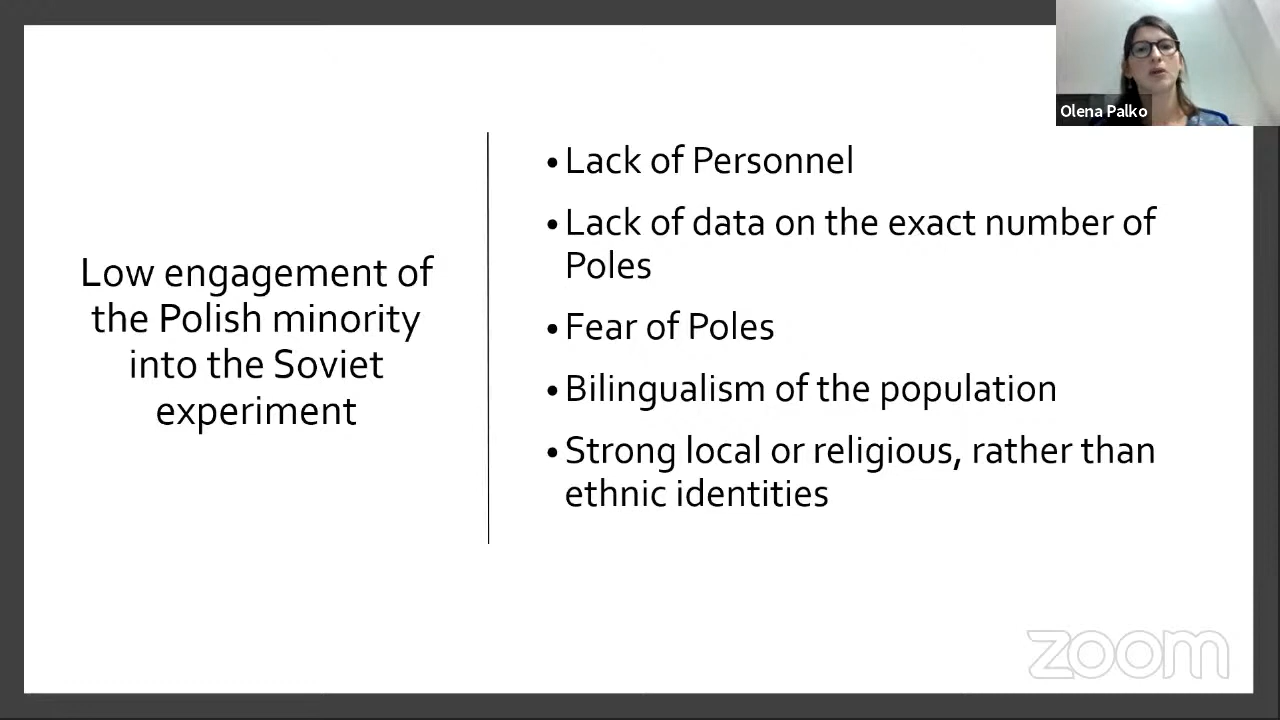 Olena Palko
Low engagement of
the Polish minority
into the Soviet
experiment
• Lack of Personnel
• Lack of data on the exact number of
Poles
• Fear of Poles
• Bilingualism of the population
• Strong local or religious, rather than
ethnic identities
zoom